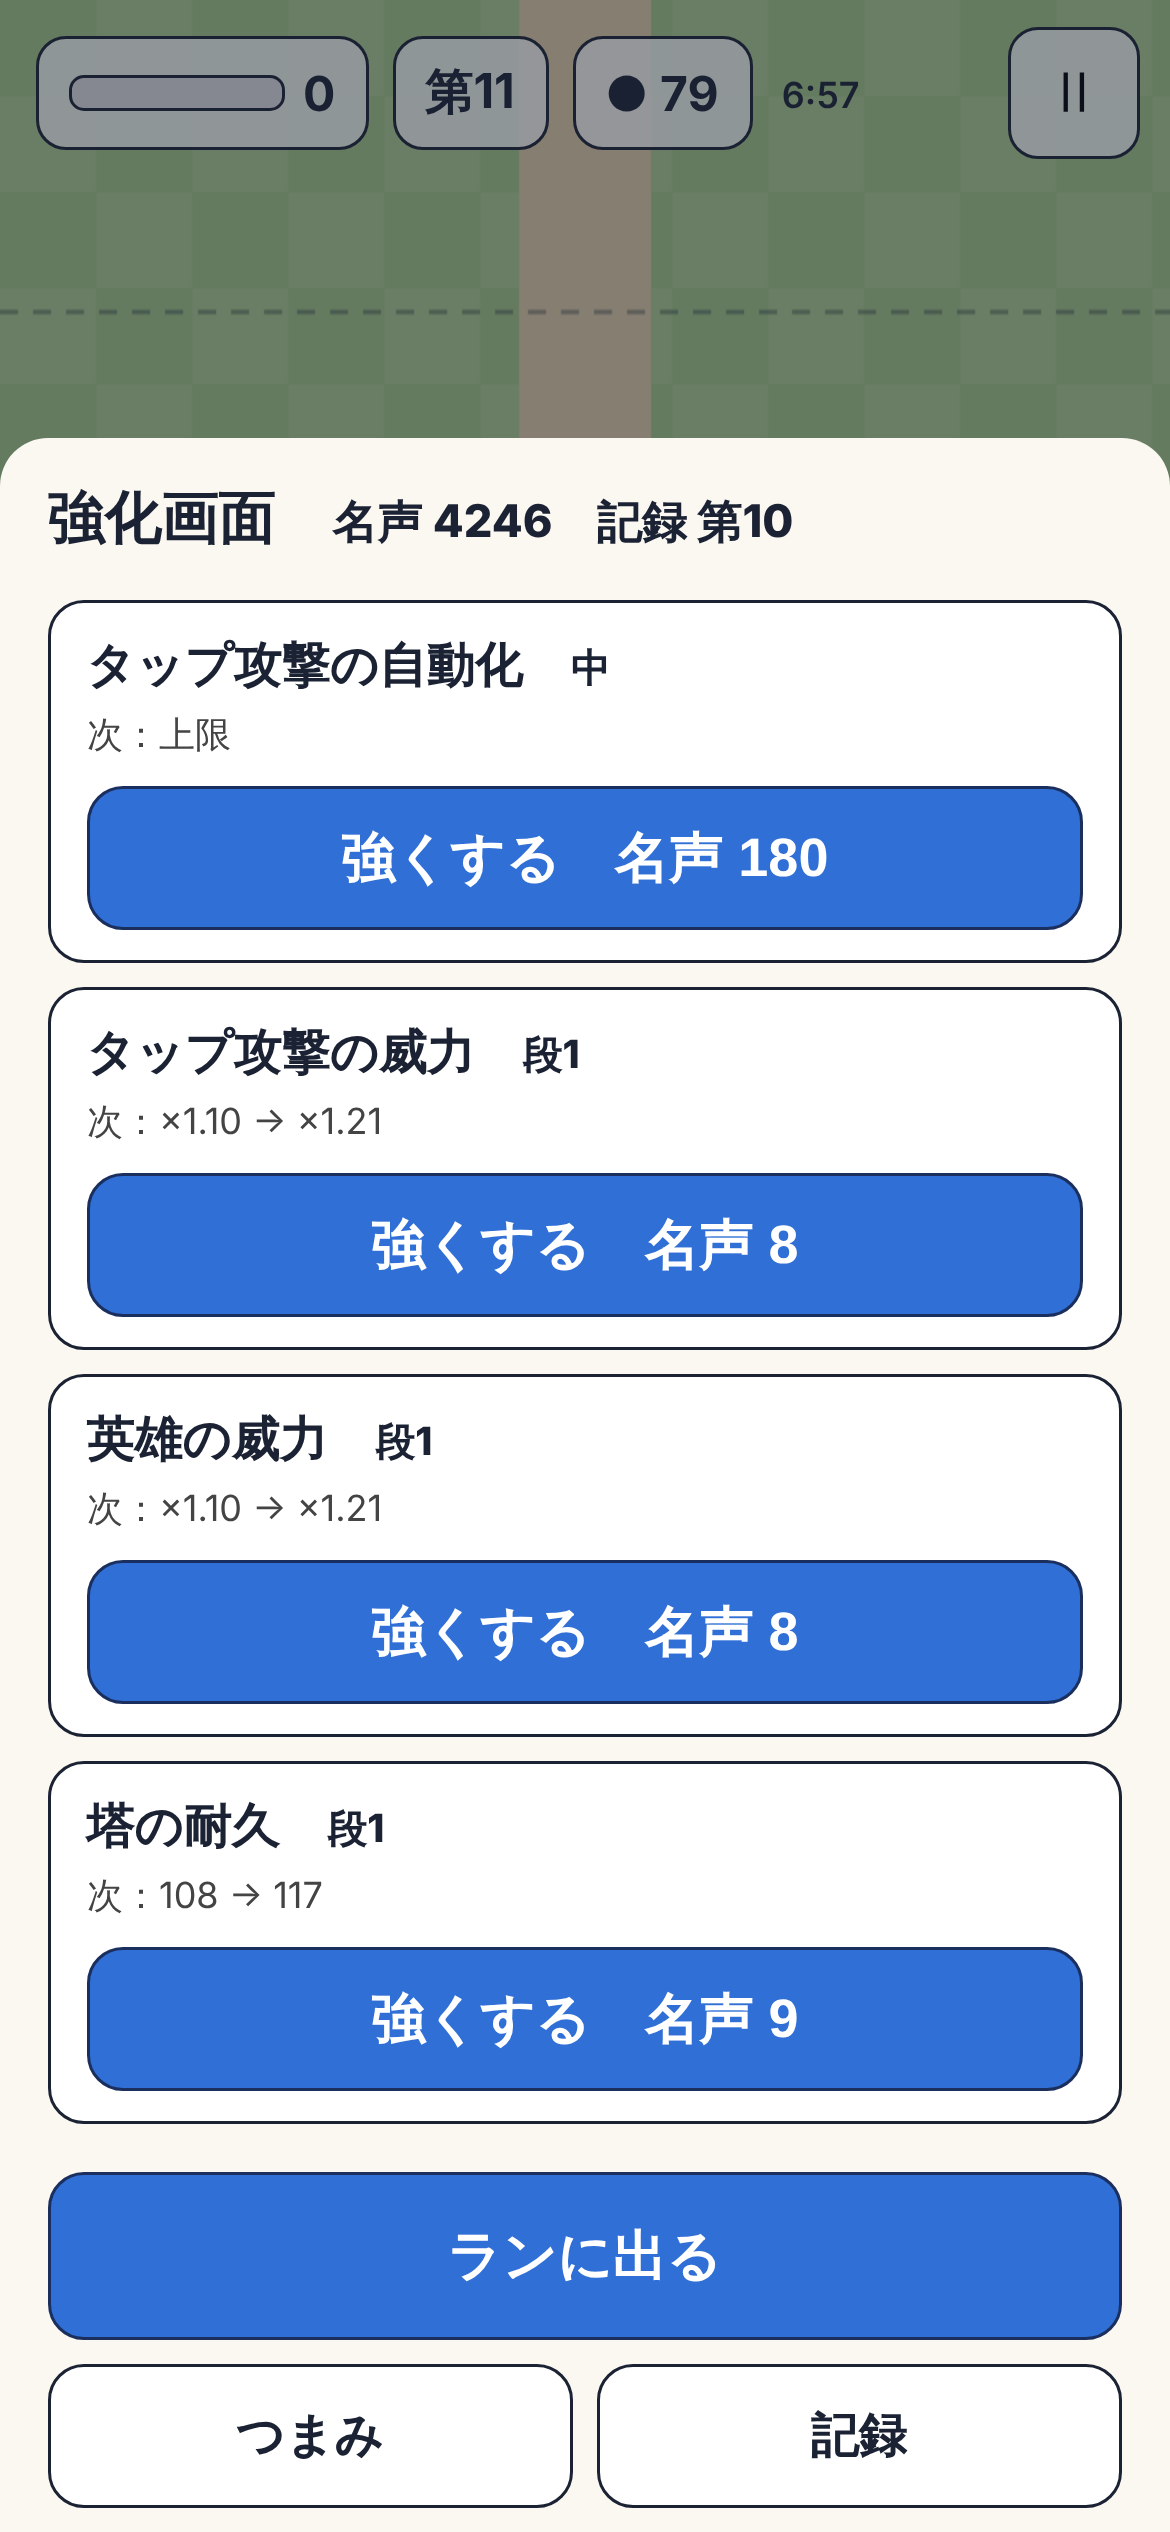 0 第11 ●79 6:57 ||
強化画面 名声 4246 記録 第10
タップ攻撃の自動化 中
次：上限
強くする 名声 180
タップ攻撃の威力 段1
次：×1.10 → ×1.21
強くする 名声 8
英雄の威力 段1
次：×1.10 → ×1.21
強くする 名声 8
塔の耐久 段1
次：108 → 117
強くする 名声 9
ランに出る
つまみ 記録